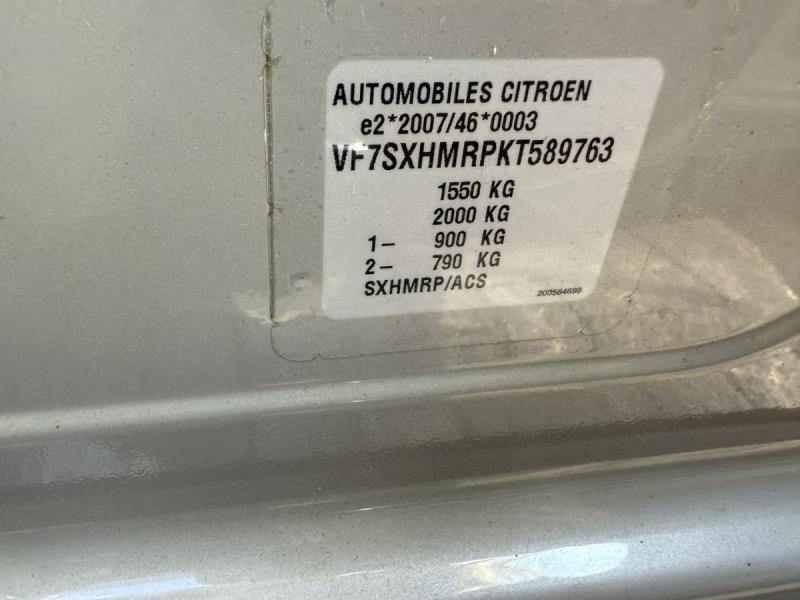 AUTOMOBILES CITROEN
e2*2007/46*0003
VF7SXHMRPKT589763
1550 KG
2000 KG
1– 900 KG
2– 790 KG
SXHMRP/ACS
200564698